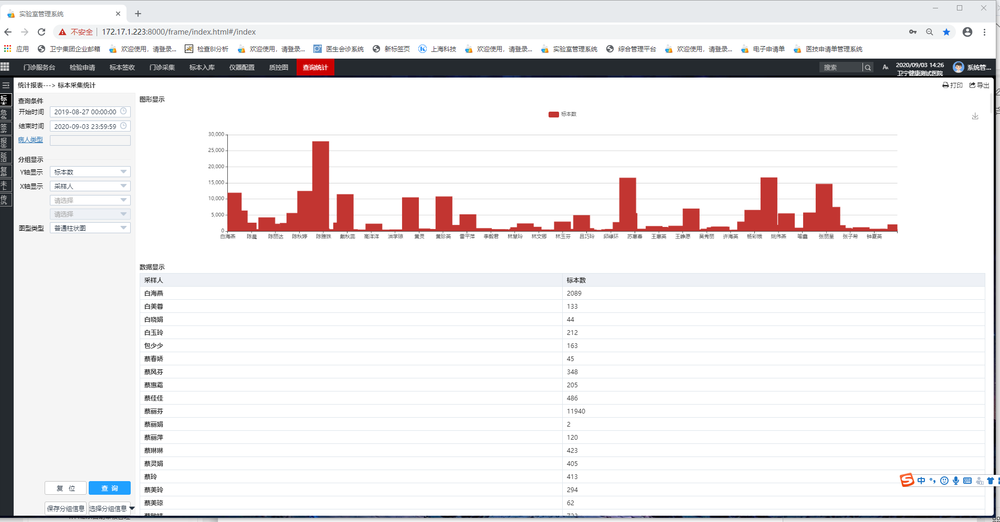 实验室管理系统
不安全
172.17.1.223:8000/frame/index.html#/index
应用
卫宁集团企业邮箱
欢迎使用，请登录...
检查BI分析
欢迎使用，请登录...
医生会诊系统
新标签页
上海科技
欢迎使用，请登录...
实验室管理系统
综合管理平台
欢迎使用，请登录...
电子申请单
医技申请单管理系统
门诊服务台
检验申请
标本签收
门诊采集
标本入库
仪器配置
质控图
查询统计
搜索
2020/09/03 14:26
卫宁健康测试医院
系统管...
统计报表---> 标本采集统计
打印
导出
查询条件
开始时间 2019-08-27 00:00:00
结束时间 2020-09-03 23:59:59
病人类型
分组显示
Y轴显示 标本数
X轴显示 采样人
请选择
请选择
图型类型 普通柱状图
复 位
查 询
保存分组信息
选择分组信息
图形显示
标本数
30,000
25,000
20,000
15,000
10,000
5,000
0
白海燕 陈晨 陈丽达 陈秋婷 陈雅珠 戴秋蕊 高洋洋 洪学琼 黄灵 黄珍英 雷平萍 李毅君 林慧玲 林文卿 林玉芬 吕巧玲 邱绿环 苏惠春 王惠英 王峥愿 吴秀丽 许海英 杨彩娥 姚伟燕 喻鑫 张丽星 张子希 钟夏英
数据显示
采样人 标本数
白海燕 2089
白美蓉 133
白晓娟 44
白玉玲 212
包少少 163
蔡春娇 45
蔡风芬 348
蔡惠霜 205
蔡佳佳 486
蔡丽芬 11940
蔡丽娟 2
蔡丽萍 120
蔡琳琳 423
蔡灵娟 405
蔡玲 413
蔡美玲 294
蔡美琼 62
中